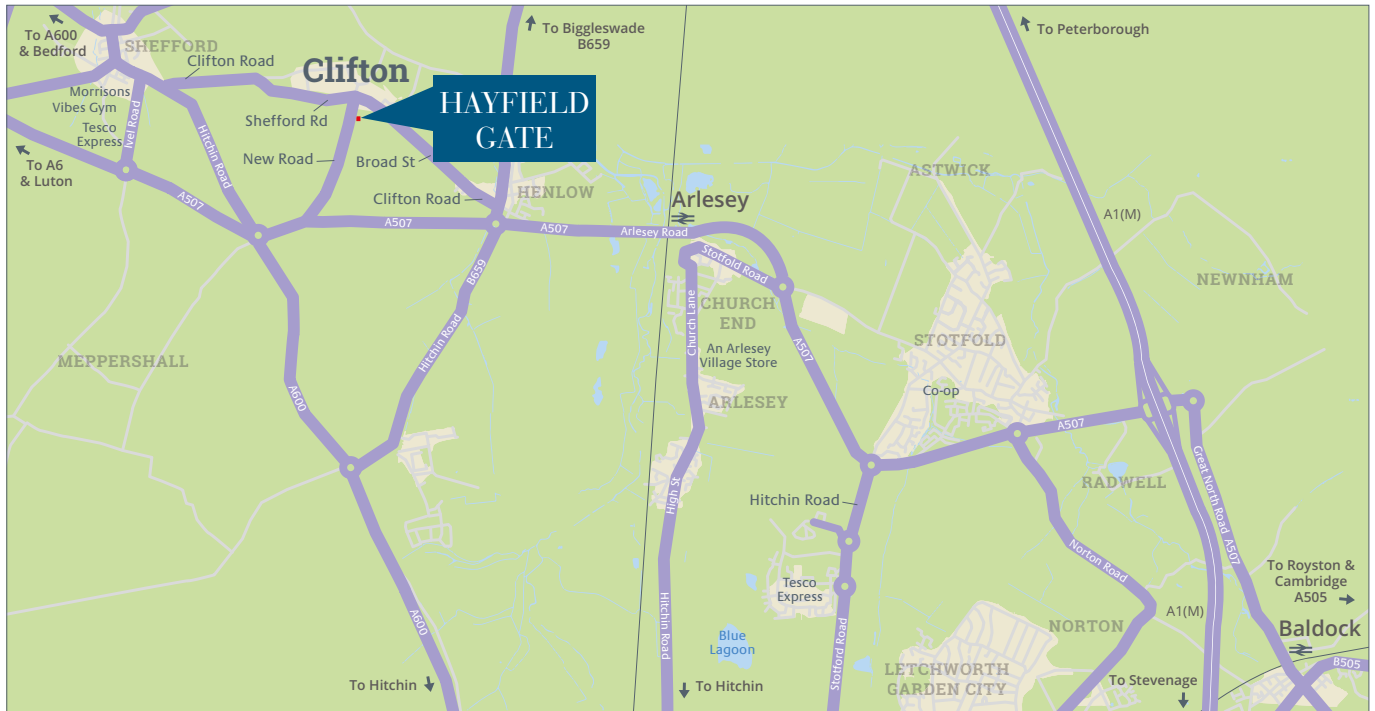 To A600
& Bedford
SHEFFORD
Clifton Road
Clifton
To Biggleswade
B659
To Peterborough
Morrisons
Vibes Gym
Tesco
Express
Ivel Road
Hitchin Road
Shefford Rd
HAYFIELD
GATE
To A6
& Luton
New Road
Broad St
Clifton Road
HENLOW
ASTWICK
Arlesey
A507
A507
A507
Arlesey Road
Stotfold Road
A1(M)
NEWNHAM
B659
Hitchin Road
Church Lane
CHURCH
END
An Arlesey
Village Store
A507
STOTFOLD
MEPPERSHALL
A600
ARLESEY
Co-op
A507
High St
Hitchin Road
RADWELL
Great North Road
A507
Norton Road
To Royston &
Cambridge
A505
Tesco
Express
A600
Hitchin Road
Blue
Lagoon
Stotford Road
NORTON
A1(M)
Baldock
B505
LETCHWORTH
GARDEN CITY
To Hitchin
To Hitchin
To Stevenage